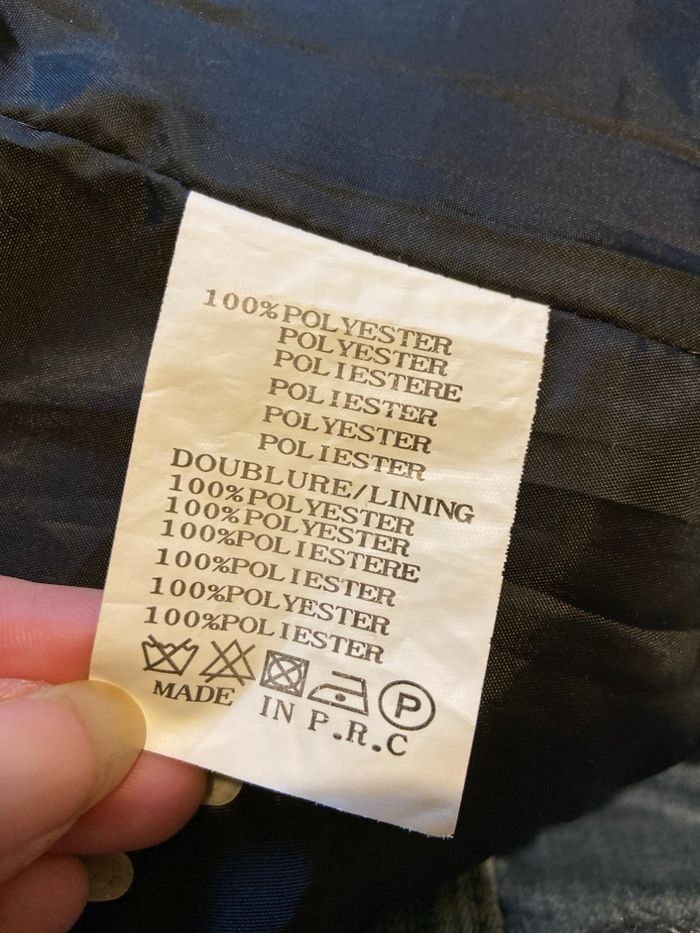 100%POLYESTER
POLYESTER
POLIESTERE
POLIESTER
POLYESTER
POLIESTER
DOUBLURE/LINING
100%POLYESTER
100%POLYESTER
100%POLIESTERE
100%POLIESTER
100%POLYESTER
100%POLIESTER
P
MADE IN P.R.C